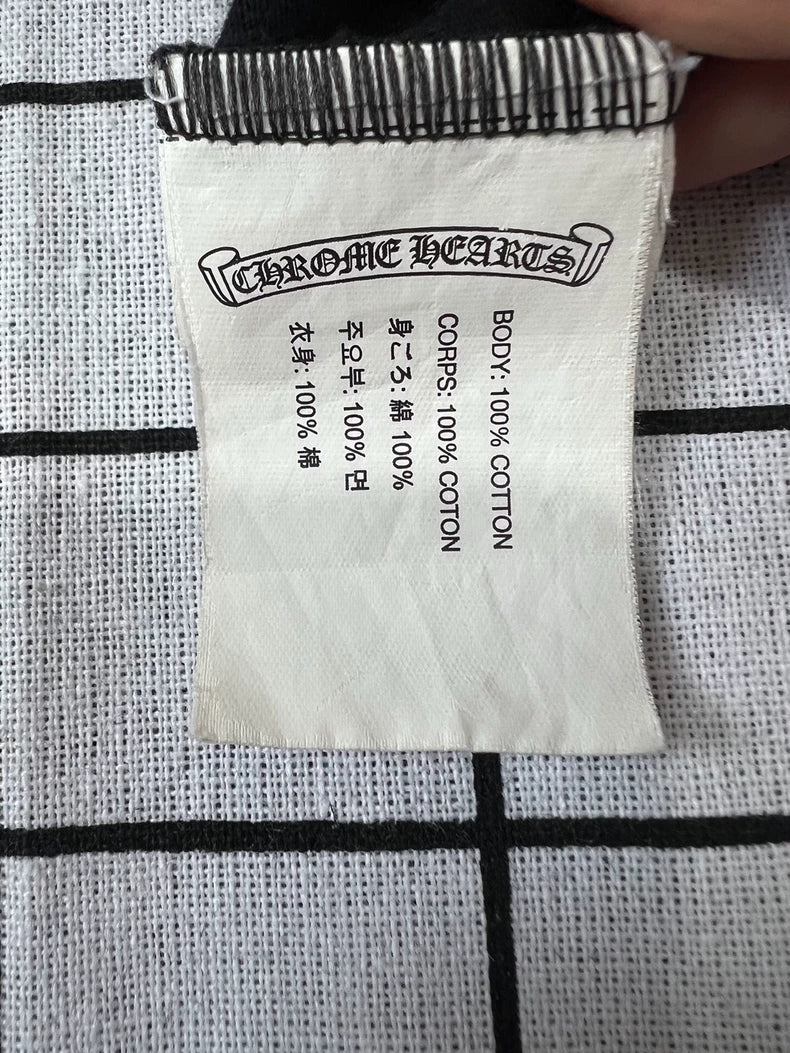 CHROME HEARTS
BODY: 100% COTTON
CORPS: 100% COTON
身ごろ: 綿 100%
주요부: 100% 면
衣身: 100% 棉